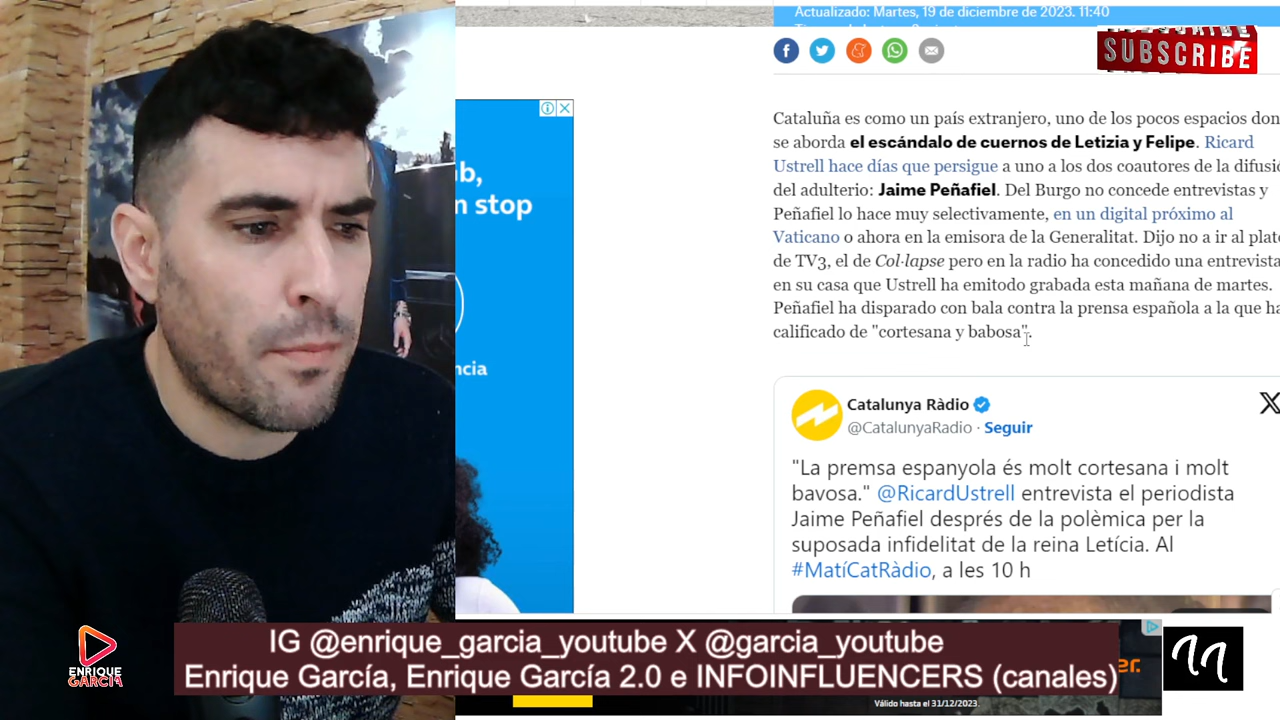 Actualizado: Martes, 19 de diciembre de 2023. 11:40
SUBSCRIBE
Cataluña es como un país extranjero, uno de los pocos espacios don
se aborda el escándalo de cuernos de Letizia y Felipe. Ricard
Ustrell hace días que persigue a uno a los dos coautores de la difusi
del adulterio: Jaime Peñafiel. Del Burgo no concede entrevistas y
Peñafiel lo hace muy selectivamente, en un digital próximo al
Vaticano o ahora en la emisora de la Generalitat. Dijo no a ir al plat
de TV3, el de Col·lapse pero en la radio ha concedido una entrevista
en su casa que Ustrell ha emitodo grabada esta mañana de martes.
Peñafiel ha disparado con bala contra la prensa española a la que ha
calificado de "cortesana y babosa".
b,
n stop
ncia
Catalunya Ràdio
@CatalunyaRadio · Seguir
"La premsa espanyola és molt cortesana i molt
bavosa." @RicardUstrell entrevista el periodista
Jaime Peñafiel després de la polèmica per la
suposada infidelitat de la reina Letícia. Al
#MatíCatRàdio, a les 10 h
IG @enrique_garcia_youtube X @garcia_youtube
Enrique García, Enrique García 2.0 e INFOINFLUENCERS (canales)
ENRIQUE
GARCÍA
er.
Válido hasta el 31/12/2023